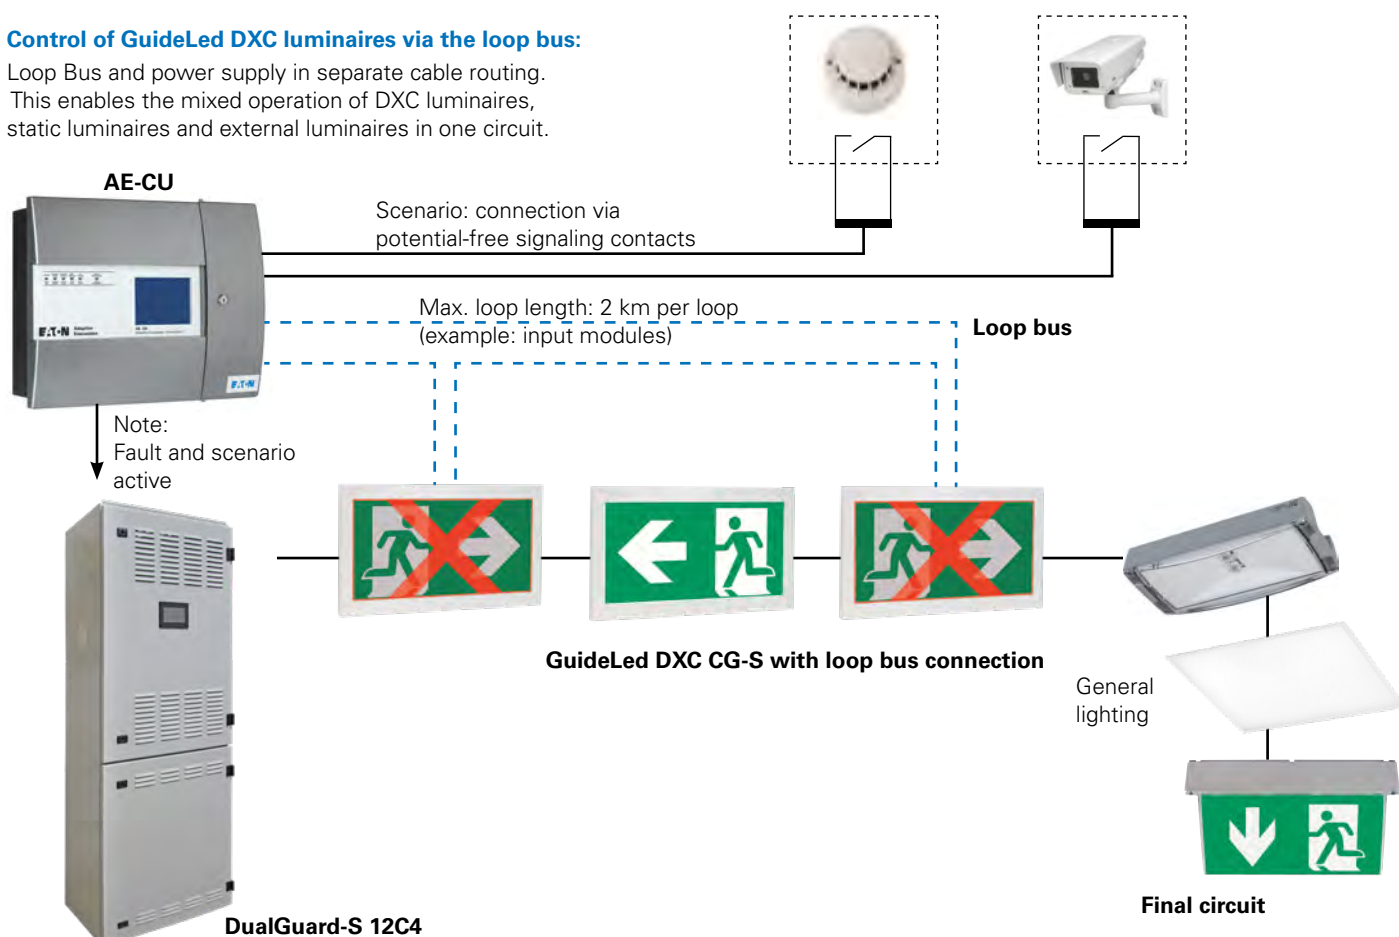 Control of GuideLed DXC luminaires via the loop bus:
Loop Bus and power supply in separate cable routing.
This enables the mixed operation of DXC luminaires,
static luminaires and external luminaires in one circuit.
AE-CU
Scenario: connection via
potential-free signaling contacts
Max. loop length: 2 km per loop
(example: input modules)
Loop bus
EATON
EATON
Note:
Fault and scenario
active
GuideLed DXC CG-S with loop bus connection
General
lighting
Final circuit
DualGuard-S 12C4